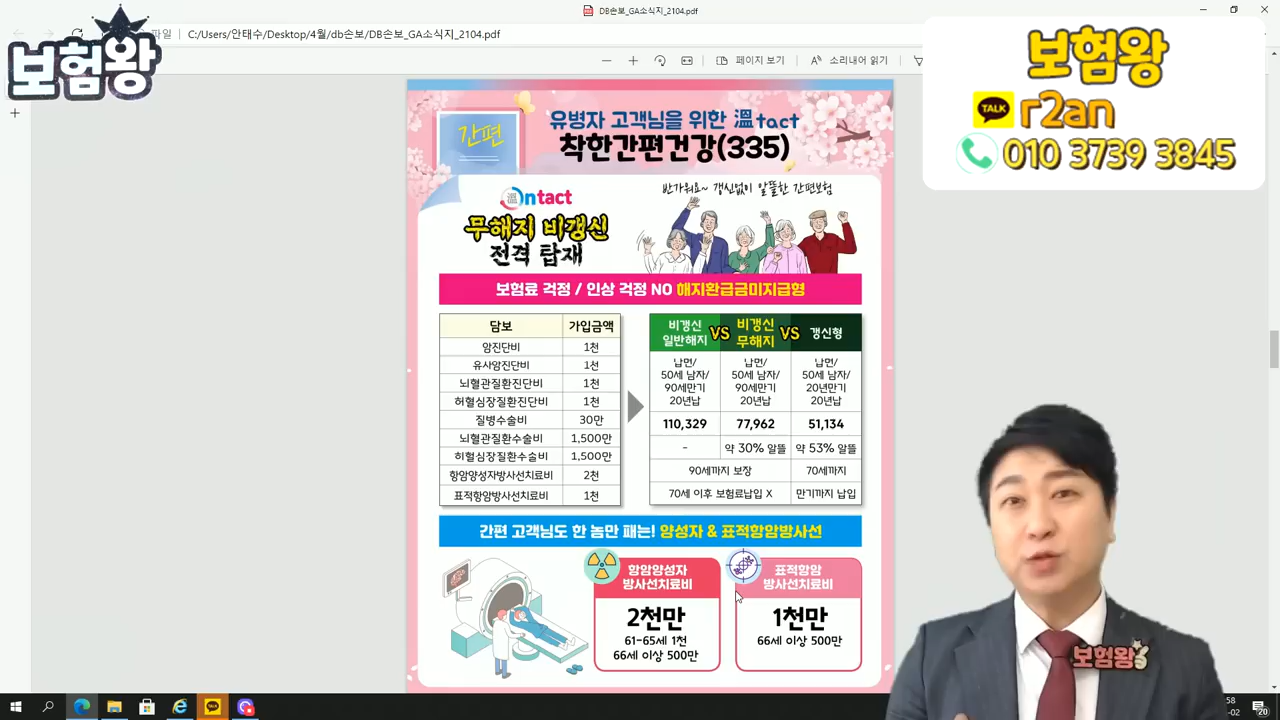 DB손보_GA소식지_2104.pdf
파일
C:/Users/안태수/Desktop/4월/db손보/DB손보_GA소식지_2104.pdf
페이지 보기
소리내어 읽기
보험왕
보험왕
TALK
r2an
010 3739 3845
간편
유병자 고객님을 위한 溫tact
착한간편건강(335)
溫ntact
반가워요~ 갱신없이 알뜰한 간편보험
무해지 비갱신
전격 탑재
보험료 걱정 / 인상 걱정 NO 해지환급금미지급형
담보 가입금액
암진단비 1천
유사암진단비 1천
뇌혈관질환진단비 1천
허혈심장질환진단비 1천
질병수술비 30만
뇌혈관질환수술비 1,500만
허혈심장질환수술비 1,500만
항암양성자방사선치료비 2천
표적항암방사선치료비 1천
비갱신 일반해지 VS 비갱신 무해지 VS 갱신형
납면/ 납면/ 납면/
50세 남자/ 50세 남자/ 50세 남자/
90세만기 90세만기 20년만기
20년납 20년납 20년납
110,329 77,962 51,134
- 약 30% 알뜰 약 53% 알뜰
90세까지 보장 70세까지
70세 이후 보험료납입 X 만기까지 납입
간편 고객님도 한 놈만 패는! 양성자 & 표적항암방사선
항암양성자
방사선치료비
2천만
61-65세 1천
66세 이상 500만
표적항암
방사선치료비
1천만
66세 이상 500만
보험왕
58
-02
20